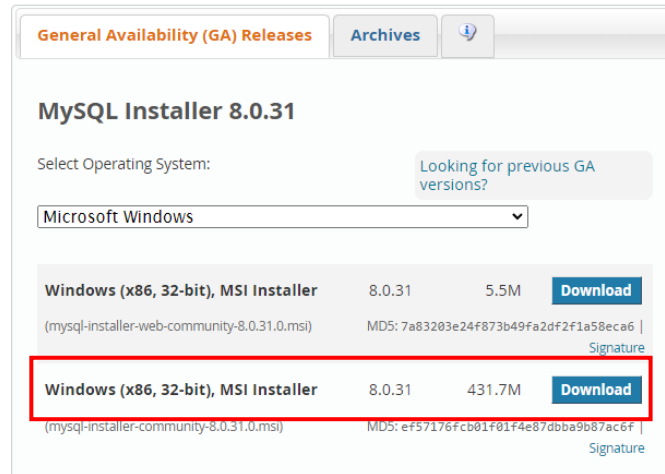 General Availability (GA) Releases
Archives
MySQL Installer 8.0.31
Select Operating System:
Looking for previous GA
versions?
Microsoft Windows
Windows (x86, 32-bit), MSI Installer 8.0.31 5.5M Download
(mysql-installer-web-community-8.0.31.0.msi) MD5: 7a83203e24f873b49fa2df2f1a58eca6 |
Signature
Windows (x86, 32-bit), MSI Installer 8.0.31 431.7M Download
(mysql-installer-community-8.0.31.0.msi) MD5: ef57176fcb01f01f4e87dbba9b87ac6f |
Signature